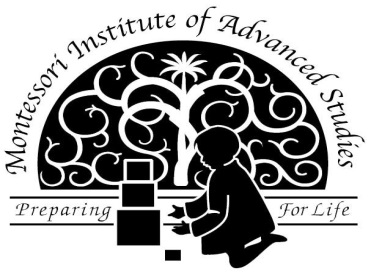 Montessori Institute of Advanced Studies
Preparing For Life